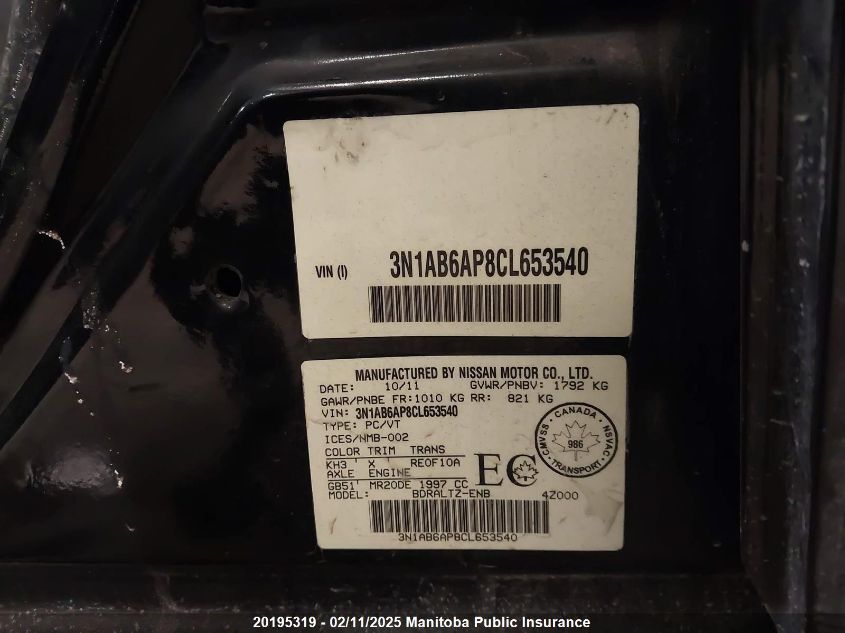 VIN (I) 3N1AB6AP8CL653540
MANUFACTURED BY NISSAN MOTOR CO., LTD.
DATE: 10/11 GVWR/PNBV: 1792 KG
GAWR/PNBE FR:1010 KG RR: 821 KG
VIN: 3N1AB6AP8CL653540
TYPE: PC/VT
ICES/NMB-002
COLOR TRIM TRANS
KH3 ' X ' RE0F10A
AXLE ENGINE
GB51' MR20DE 1997 CC
MODEL: BDRALTZ-ENB 4Z000
EC
CMVSS - CANADA - NSVAC
986
TRANSPORT
3N1AB6AP8CL653540
20195319 - 02/11/2025 Manitoba Public Insurance